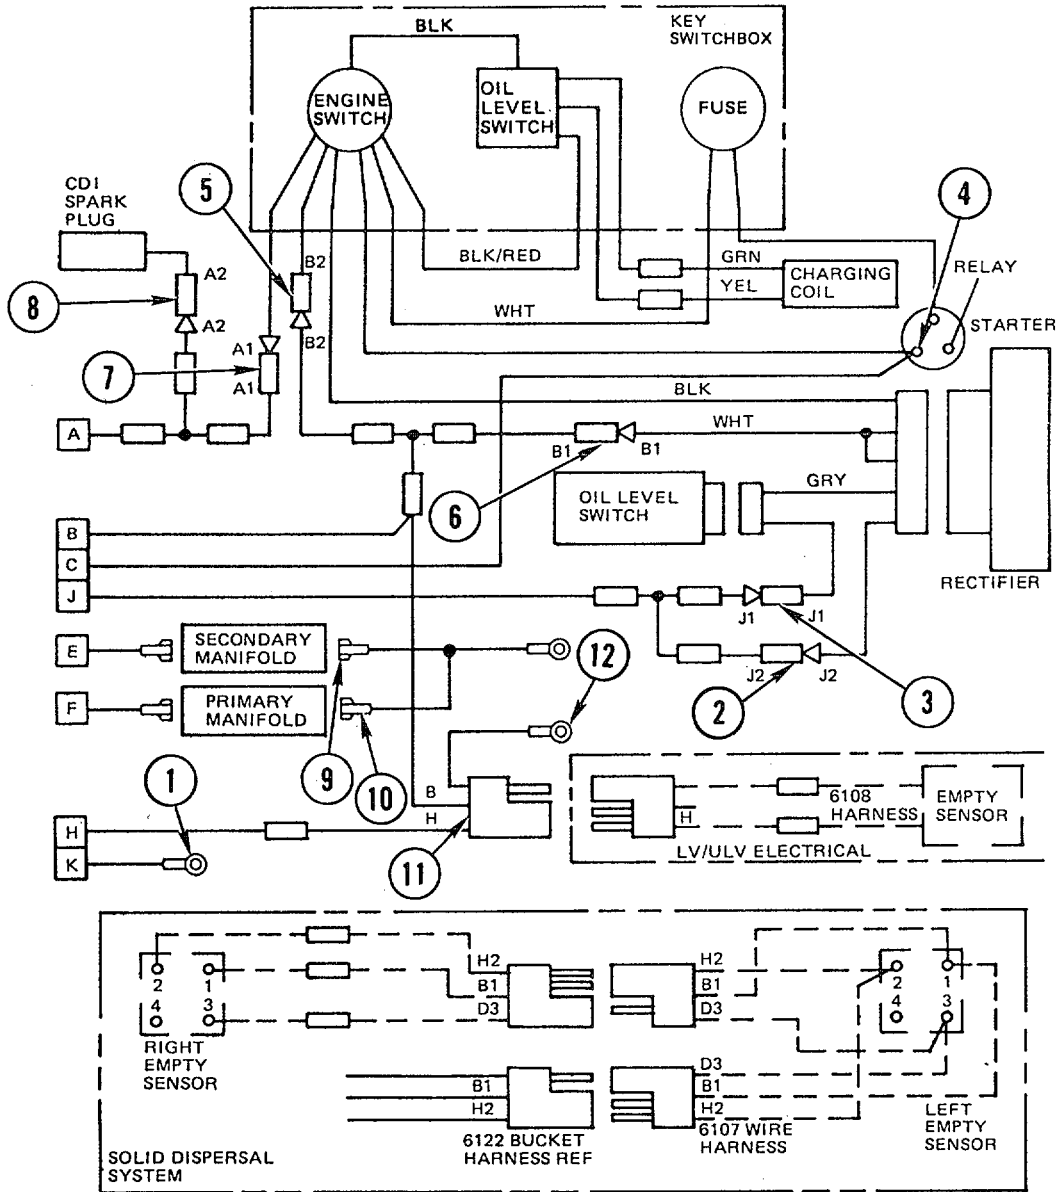 BLK
KEY
SWITCHBOX
ENGINE
SWITCH
OIL
LEVEL
SWITCH
FUSE
CDI
SPARK
PLUG
5
4
BLK/RED
GRN
YEL
CHARGING
COIL
RELAY
STARTER
WHT
A2
A2
B2
B2
8
A1
A1
7
BLK
A
WHT
B1
B1
6
OIL LEVEL
SWITCH
GRY
B
C
J
J1
J1
RECTIFIER
E
SECONDARY
MANIFOLD
12
J2
J2
2
3
F
PRIMARY
MANIFOLD
9
10
1
B
H
11
H
K
6108
HARNESS
EMPTY
SENSOR
H
LV/ULV ELECTRICAL
H2
B1
D3
H2
B1
D3
2
1
4
3
2
1
4
3
RIGHT
EMPTY
SENSOR
B1
H2
D3
B1
H2
LEFT
EMPTY
SENSOR
6122 BUCKET
HARNESS REF
6107 WIRE
HARNESS
SOLID DISPERSAL
SYSTEM